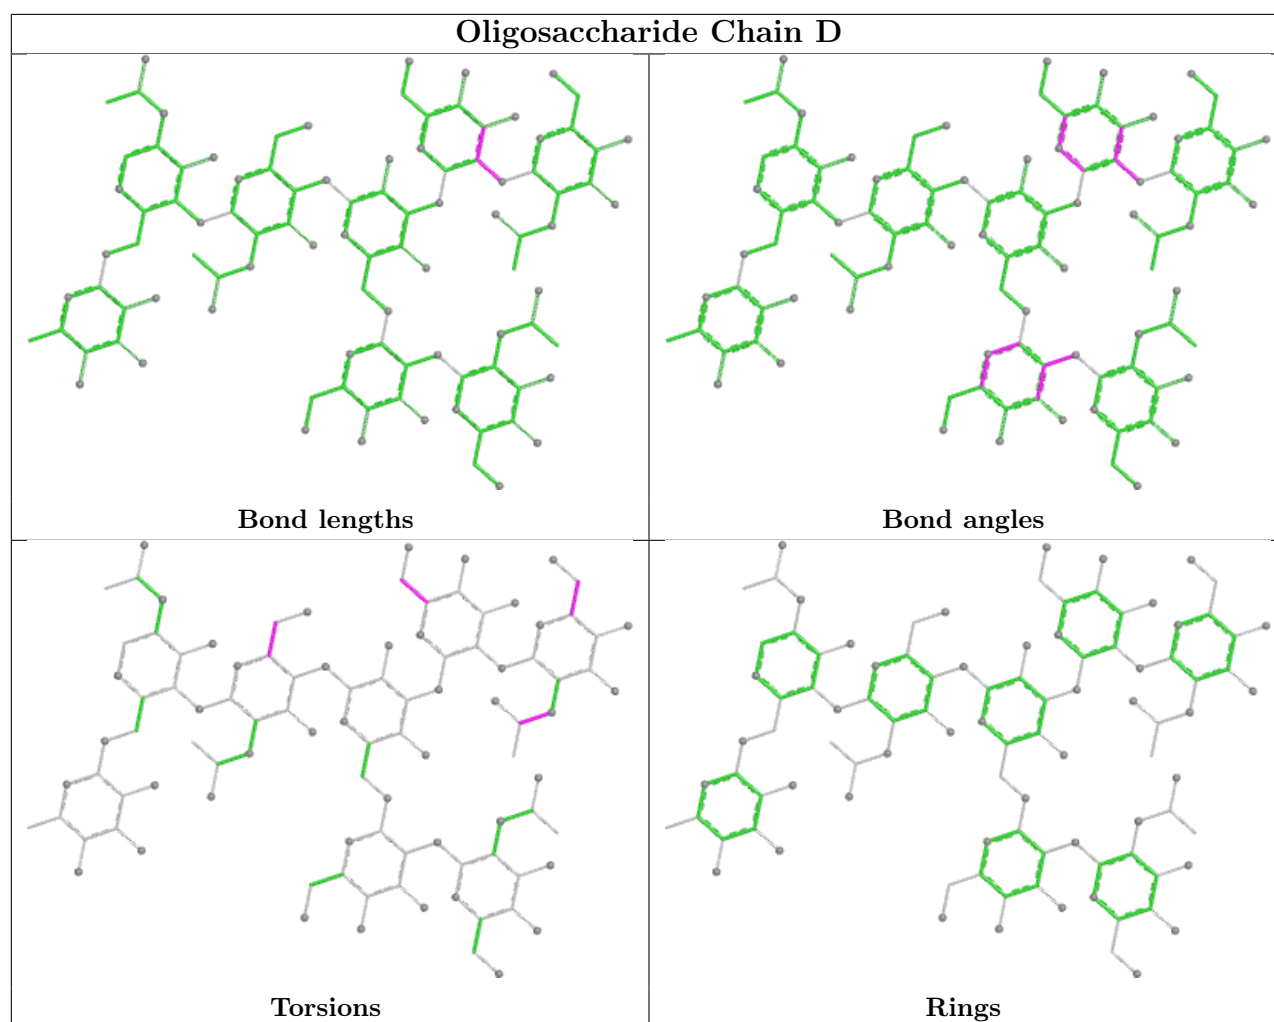 Oligosaccharide Chain D
Bond lengths
Bond angles
Torsions
Rings